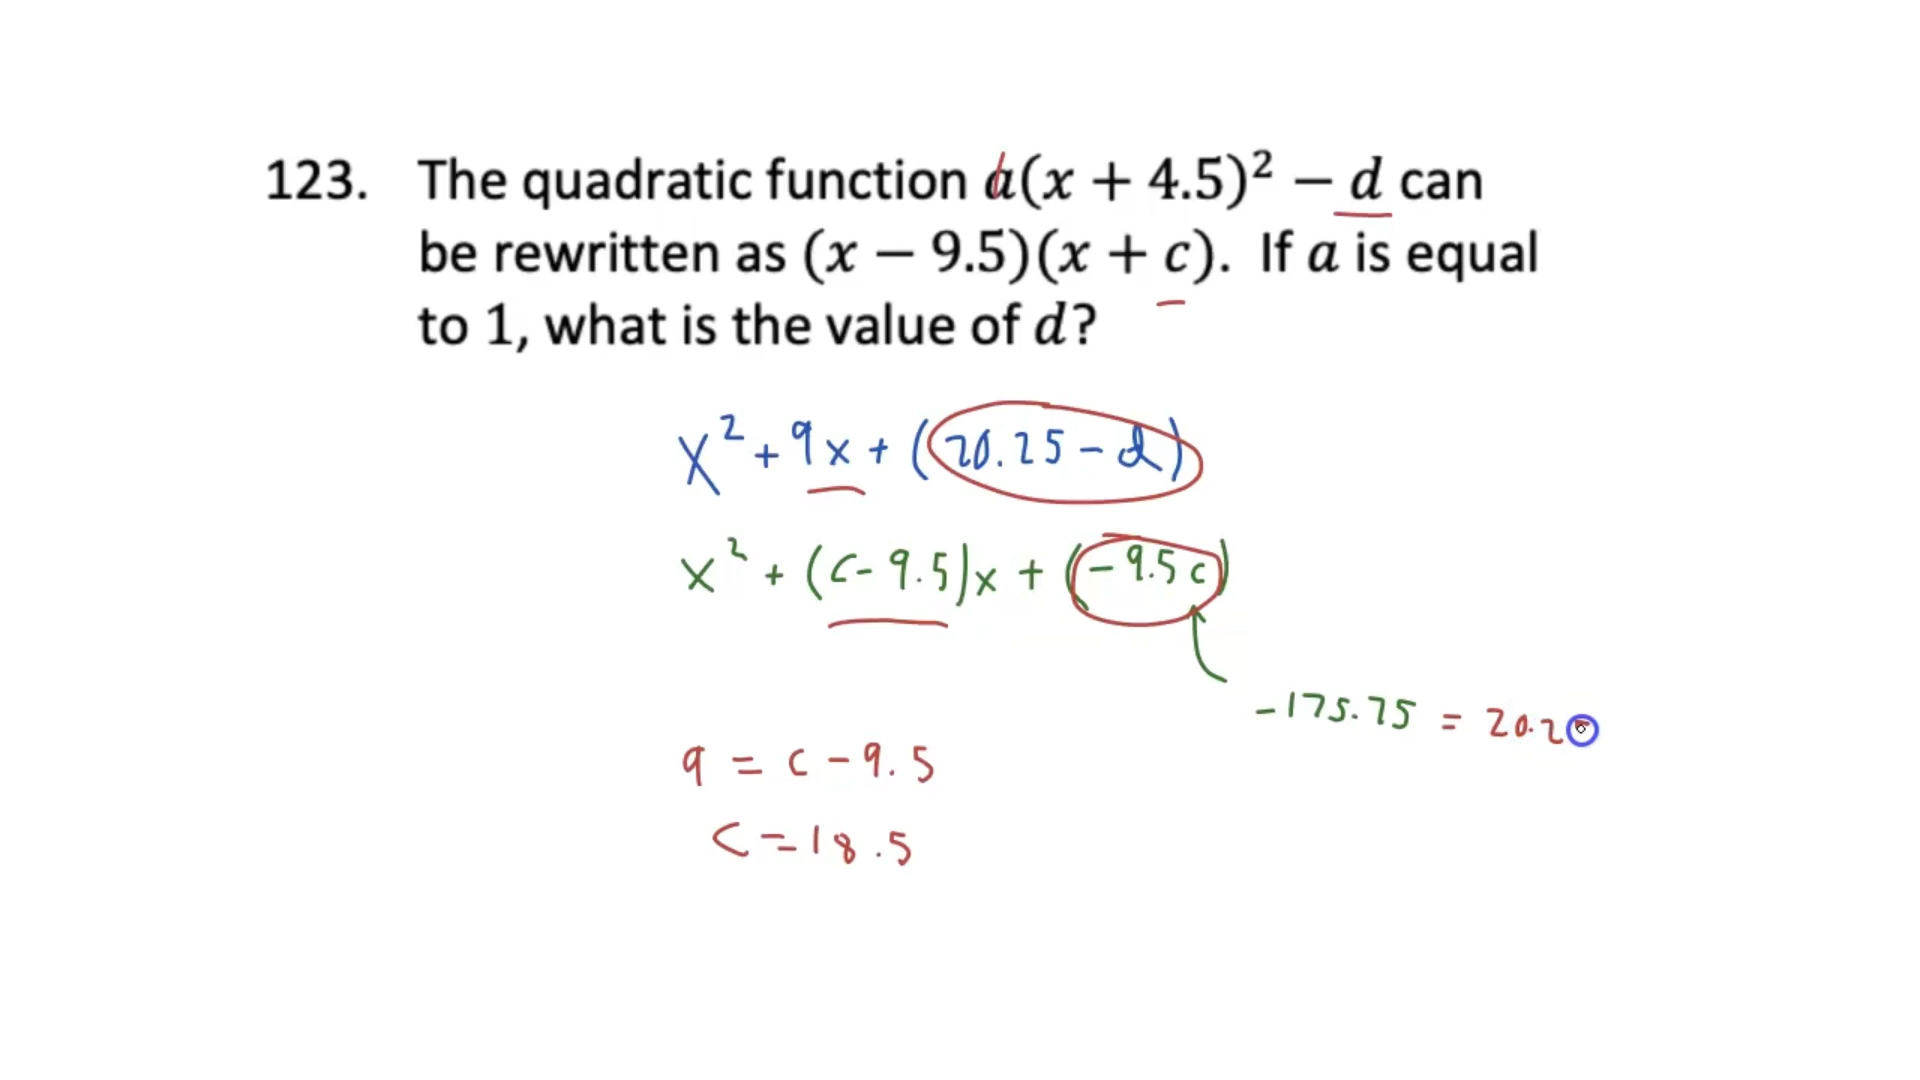 123. The quadratic function a(x + 4.5)² − d can
be rewritten as (x − 9.5)(x + c). If a is equal
to 1, what is the value of d?
x² + 9x + (20.25 − d)
x² + (c − 9.5)x + (−9.5c)
−175.75 = 20.2
9 = c − 9.5
c = 18.5